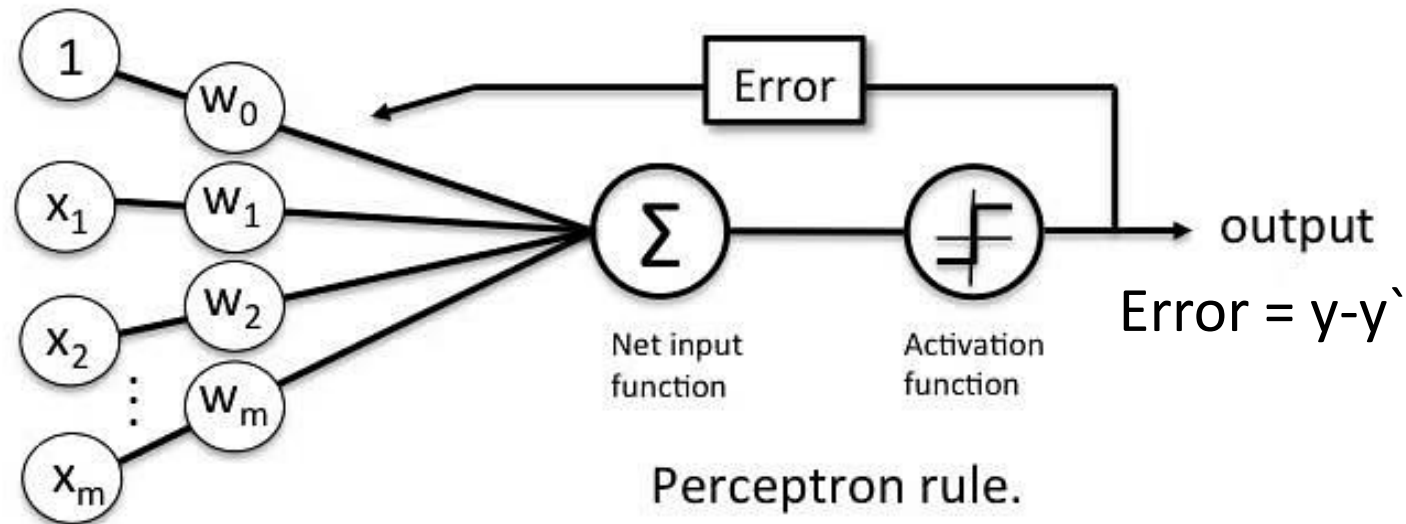 1
w0
Error
x1
w1
Σ
output
x2
w2
Error = y-y`
Net input
function
Activation
function
⋮
wm
xm
Perceptron rule.